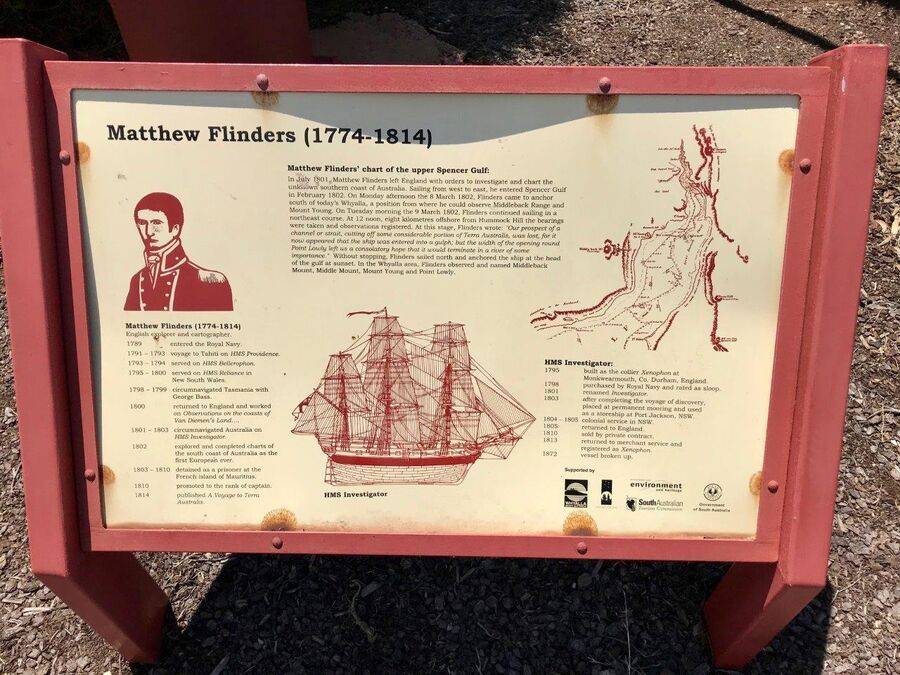 Matthew Flinders (1774-1814)
Matthew Flinders' chart of the upper Spencer Gulf:
In July 1801, Matthew Flinders left England with orders to investigate and chart the
unknown southern coast of Australia. Sailing from west to east, he entered Spencer Gulf
in February 1802. On Monday afternoon the 8 March 1802, Flinders came to anchor
south of today's Whyalla, a position from where he could observe Middleback Range and
Mount Young. On Tuesday morning the 9 March 1802, Flinders continued sailing in a
northeast course. At 12 noon, eight kilometres offshore from Hummock Hill the bearings
were taken and observations registered. At this stage, Flinders wrote: "Our prospect of a
channel or strait, cutting off some considerable portion of Terra Australis, was lost, for it
now appeared that the ship was entered into a gulph; but the width of the opening round
Point Lowly left us a consolatory hope that it would terminate in a river of some
importance." Without stopping, Flinders sailed north and anchored the ship at the head
of the gulf at sunset. In the Whyalla area, Flinders observed and named Middleback
Mount, Middle Mount, Mount Young and Point Lowly.
Matthew Flinders (1774-1814)
English explorer and cartographer.
1789 entered the Royal Navy.
1791 – 1793 voyage to Tahiti on HMS Providence.
1793 – 1794 served on HMS Bellerophon.
1795 – 1800 served on HMS Reliance in
New South Wales.
1798 – 1799 circumnavigated Tasmania with
George Bass.
1800 returned to England and worked
on Observations on the coasts of
Van Diemen's Land....
1801 – 1803 circumnavigated Australia on
HMS Investigator.
1802 explored and completed charts of
the south coast of Australia as the
first European ever.
1803 – 1810 detained as a prisoner at the
French island of Mauritius.
1810 promoted to the rank of captain.
1814 published A Voyage to Terra
Australis.
HMS Investigator
HMS Investigator:
1795 built as the collier Xenophon at
Monkwearmouth, Co. Durham, England.
1798 purchased by Royal Navy and rated as sloop.
1801 renamed Investigator.
1803 after completing the voyage of discovery,
placed at permanent mooring and used
as a storeship at Port Jackson, NSW.
1804 – 1805 colonial service in NSW.
1805 returned to England.
1810 sold by private contract.
1813 returned to merchant service and
registered as Xenophon.
1872 vessel broken up.
Supported by
environment
and heritage
SouthAustralian
Tourism Commission
Government
of South Australia